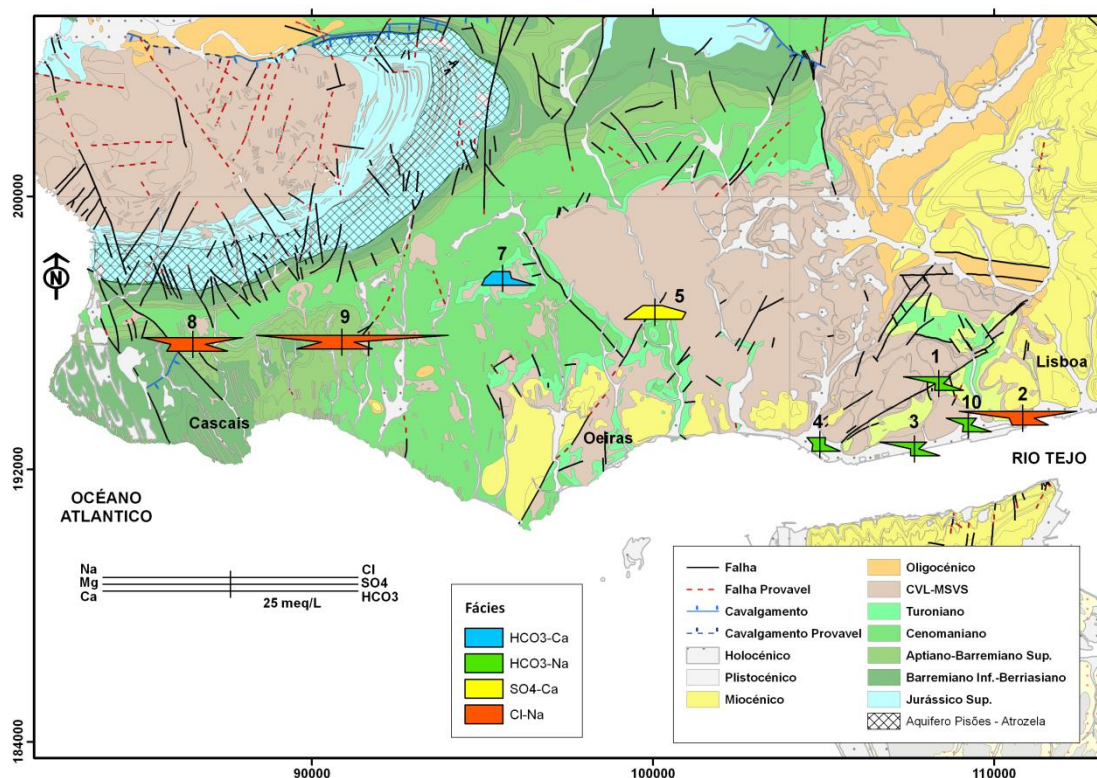 200000
192000
184000
90000
100000
110000
N
7
5
8
9
1
Lisboa
10
2
4
3
Cascais
Oeiras
RIO TEJO
OCÉANO
ATLANTICO
Na Cl
Mg SO4
Ca HCO3
25 meq/L
Fácies
HCO3-Ca
HCO3-Na
SO4-Ca
Cl-Na
Falha
Falha Provavel
Cavalgamento
Cavalgamento Provavel
Holocénico
Plistocénico
Miocénico
Oligocénico
CVL-MSVS
Turoniano
Cenomaniano
Aptiano-Barremiano Sup.
Barremiano Inf.-Berriasiano
Jurássico Sup.
Aquifero Pisões - Atrozela